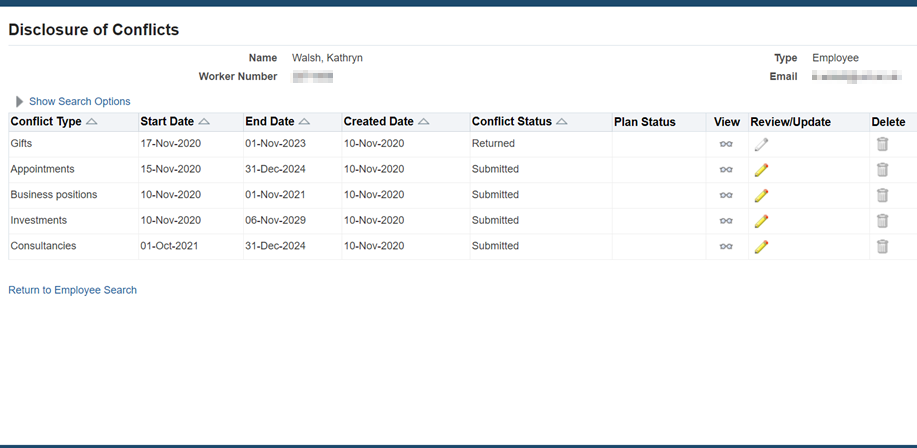 Disclosure of Conflicts
Name Walsh, Kathryn Type Employee
Worker Number Email
Show Search Options
Conflict Type Start Date End Date Created Date Conflict Status Plan Status View Review/Update Delete
Gifts 17-Nov-2020 01-Nov-2023 10-Nov-2020 Returned
Appointments 15-Nov-2020 31-Dec-2024 10-Nov-2020 Submitted
Business positions 10-Nov-2020 01-Nov-2021 10-Nov-2020 Submitted
Investments 10-Nov-2020 06-Nov-2029 10-Nov-2020 Submitted
Consultancies 01-Oct-2021 31-Dec-2024 10-Nov-2020 Submitted
Return to Employee Search